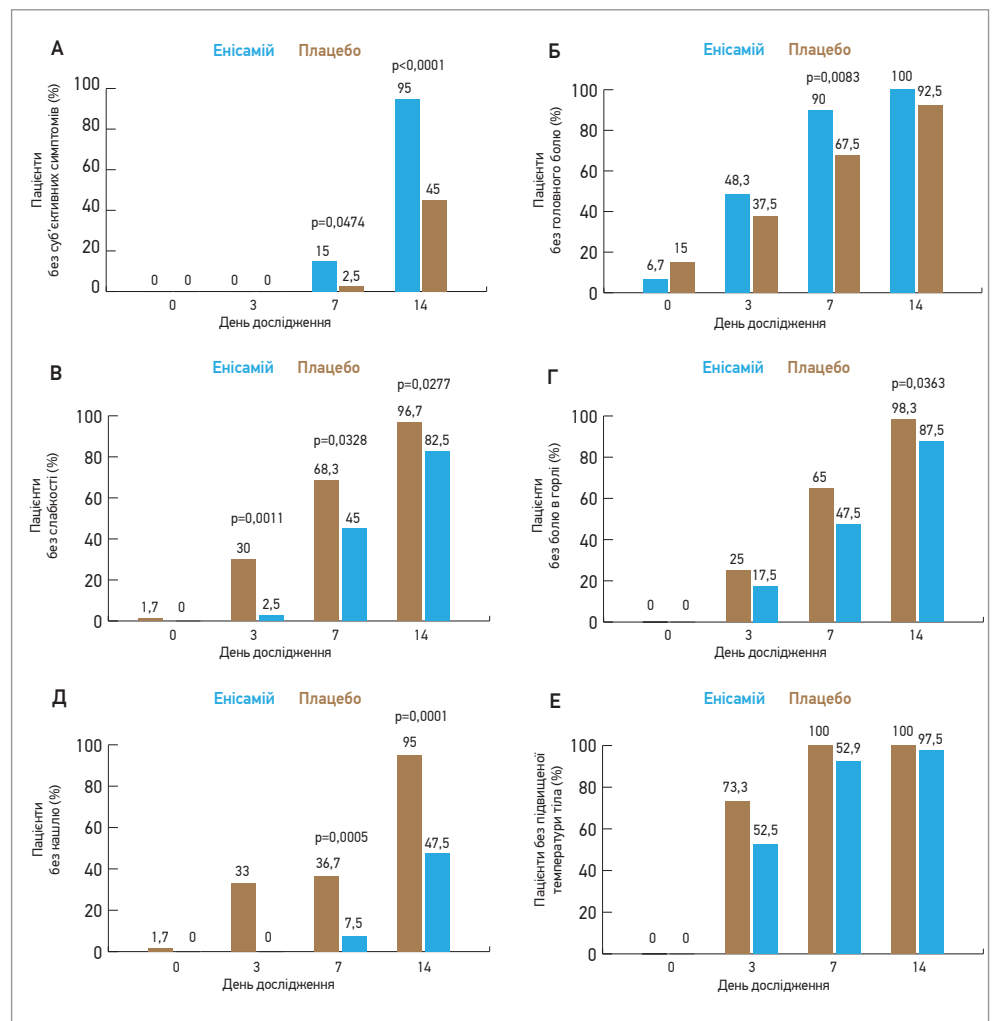 А
Енісамій Плацебо
p<0,0001
95
100
80
60
40
20
0
Пацієнти
без суб'єктивних симптомів (%)
45
p=0,0474
15
2,5
0 0
0 0
0 3 7 14
День дослідження
Б
Енісамій Плацебо
p=0,0083
100
80
60
40
20
0
Пацієнти
без головного болю (%)
6,7
15
48,3
37,5
90
67,5
100
92,5
0 3 7 14
День дослідження
В
Енісамій Плацебо
p=0,0277
p=0,0328
p=0,0011
100
80
60
40
20
0
Пацієнти
без слабкості (%)
1,7 0
30
2,5
68,3
45
96,7
82,5
0 3 7 14
День дослідження
Г
Енісамій Плацебо
p=0,0363
100
80
60
40
20
0
Пацієнти
без болю в горлі (%)
0 0
25
17,5
65
47,5
98,3
87,5
0 3 7 14
День дослідження
Д
Енісамій Плацебо
p=0,0001
p=0,0005
100
80
60
40
20
0
Пацієнти
без нашлю (%)
1,7 0
33 0
36,7
7,5
95
47,5
0 3 7 14
День дослідження
Е
Енісамій Плацебо
100
80
60
40
20
0
Пацієнти без підвищеної
температури тіла (%)
0 0
73,3
52,5
100
52,9
100
97,5
0 3 7 14
День дослідження